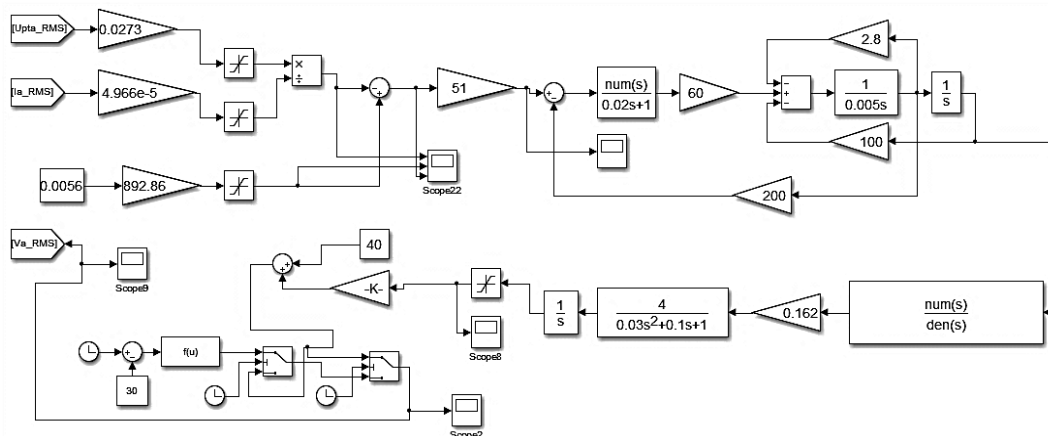 [Upta_RMS]
0.0273
×
÷
[Ia_RMS]
4.966e-5
0.0056
892.86
Scope22
51
num(s)
0.02s+1
60
2.8
1
0.005s
1
s
100
200
[Va_RMS]
Scope9
40
-K-
Scope8
1
s
4
0.03s²+0.1s+1
0.162
num(s)
den(s)
f(u)
30
Scope2